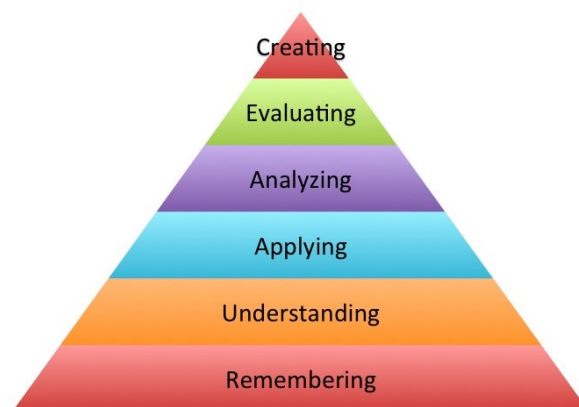 Creating
Evaluating
Analyzing
Applying
Understanding
Remembering